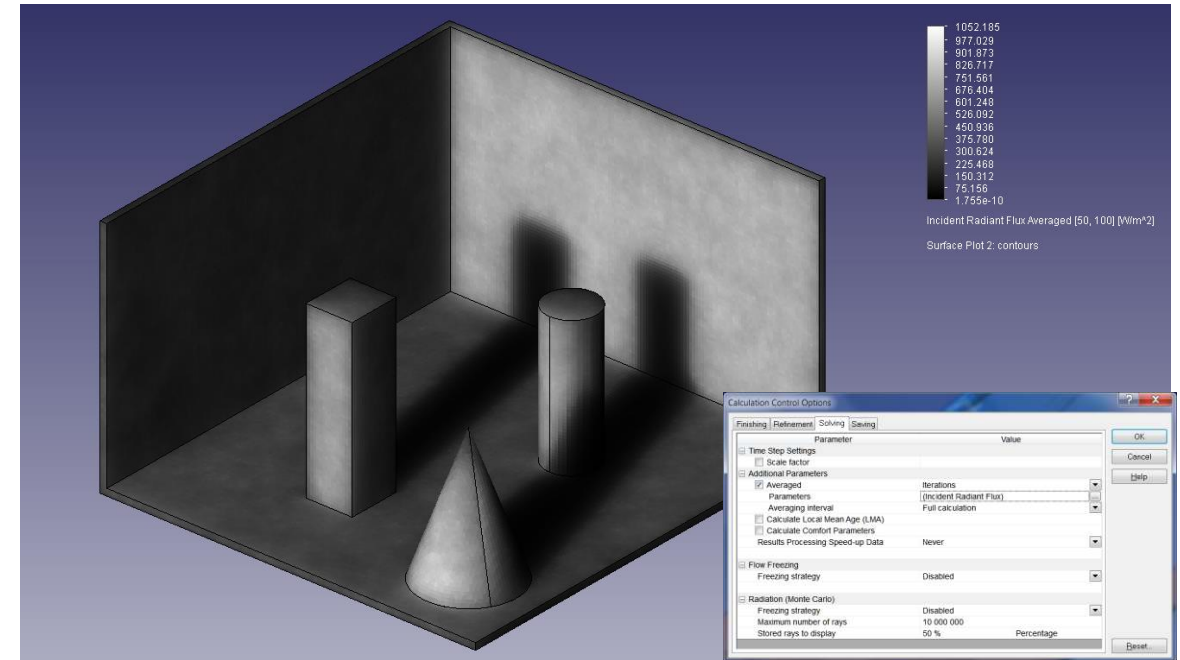 1052.185
977.029
901.873
826.717
751.561
676.404
601.248
526.092
450.936
375.780
300.624
225.468
150.312
75.156
1.755e-10
Incident Radiant Flux Averaged [50, 100] [W/m^2]
Surface Plot 2: contours
Calculation Control Options
Finishing Refinement Solving Saving
Parameter Value
Time Step Settings
Scale factor
Additional Parameters
Averaged Iterations
Parameters (Incident Radiant Flux)
Averaging interval Full calculation
Calculate Local Mean Age (LMA)
Calculate Comfort Parameters
Results Processing Speed-up Data Never
Flow Freezing
Freezing strategy Disabled
Radiation (Monte Carlo)
Freezing strategy Disabled
Maximum number of rays 10 000 000
Stored rays to display 50 % Percentage
OK
Cancel
Help
Reset...